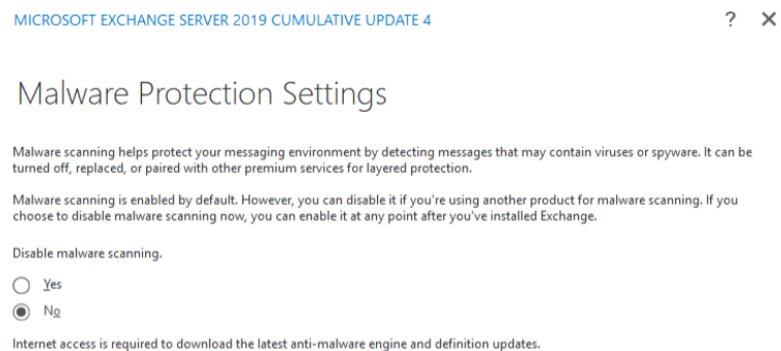 MICROSOFT EXCHANGE SERVER 2019 CUMULATIVE UPDATE 4
?
Malware Protection Settings
Malware scanning helps protect your messaging environment by detecting messages that may contain viruses or spyware. It can be
turned off, replaced, or paired with other premium services for layered protection.
Malware scanning is enabled by default. However, you can disable it if you're using another product for malware scanning. If you
choose to disable malware scanning now, you can enable it at any point after you've installed Exchange.
Disable malware scanning.
Yes
No
Internet access is required to download the latest anti-malware engine and definition updates.